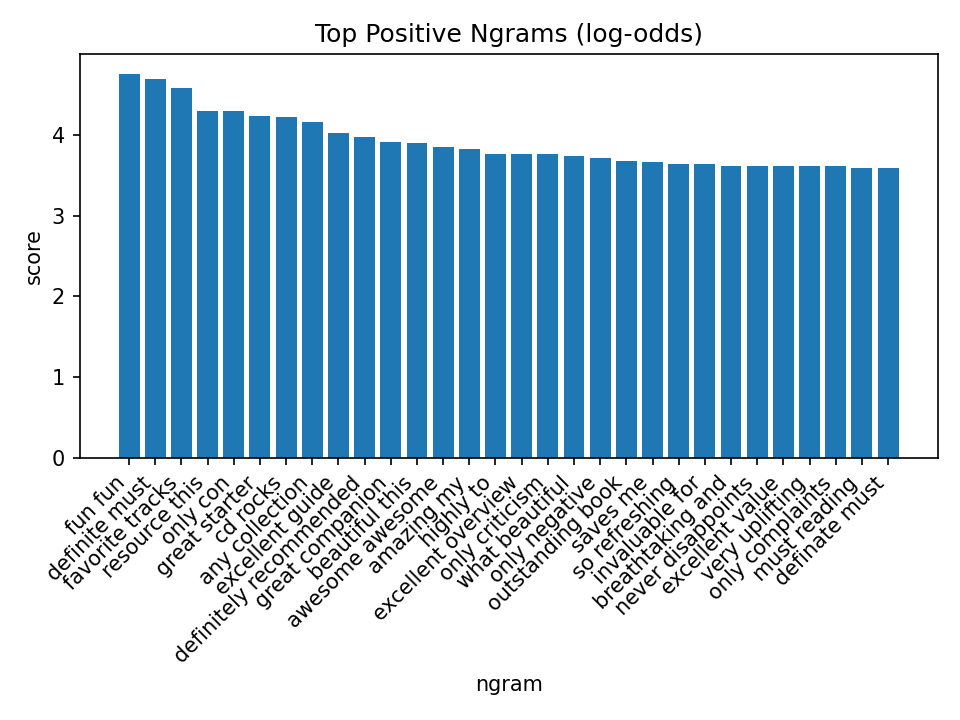 Top Positive Ngrams (log-odds)
score
4
3
2
1
0
fun fun
definite must
favorite tracks
resource this
only con
great starter
cd rocks
any collection
excellent guide
definitely recommended
great companion
beautiful this
awesome awesome
amazing my
highly to
excellent overview
only criticism
what beautiful
only negative
outstanding book
saves me
so refreshing
invaluable for
breathtaking and
never disappoints
excellent value
very uplifting
only complaints
must reading
definate must
ngram